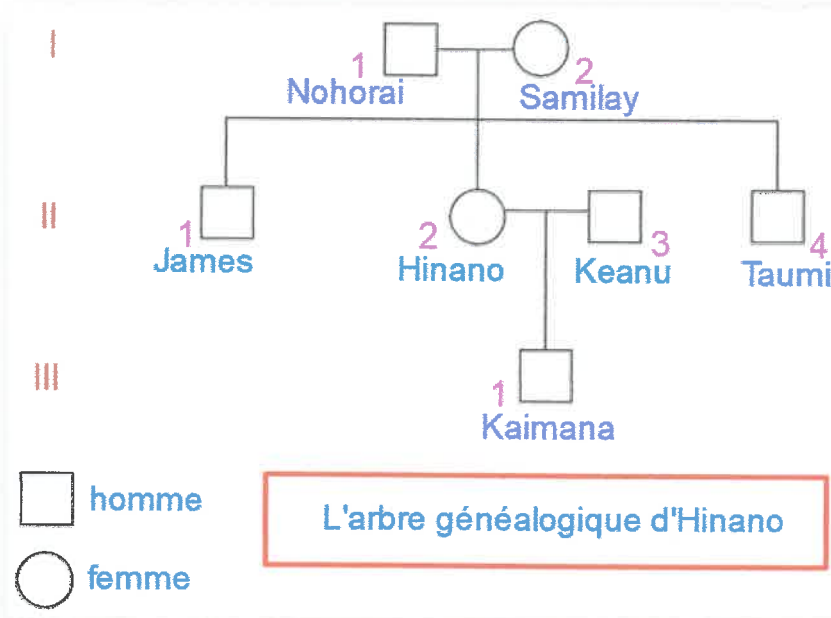 I
1 2
Nohorai Samilay
II
1 2 3 4
James Hinano Keanu Taumi
III
1
Kaimana
homme
L'arbre généalogique d'Hinano
femme